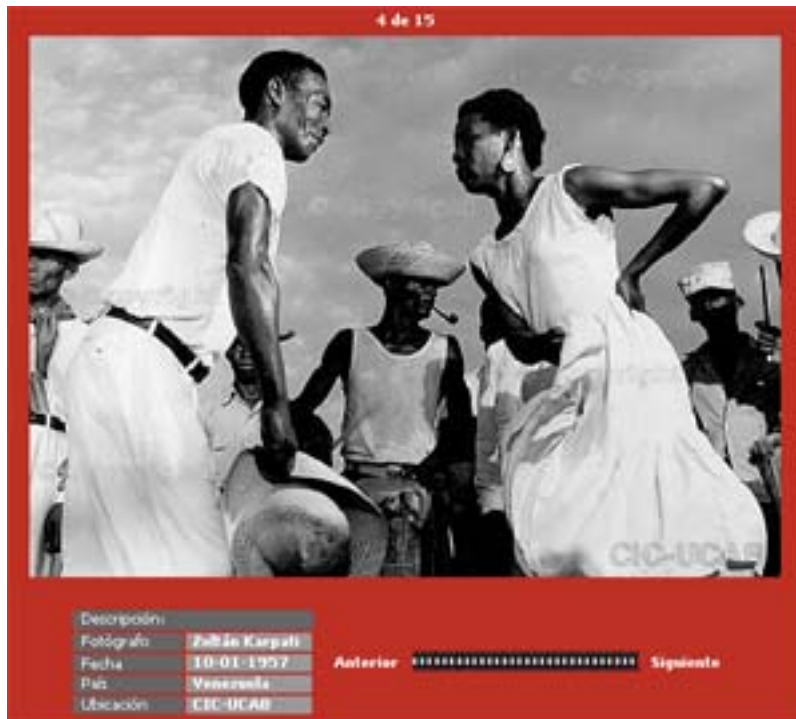 4 de 15
CIC-UCAB
Descripción:
Fotógrafo Zoltán Karpati
Fecha 10-01-1957
País Venezuela
Ubicación CIC-UCAB
Anterior Siguiente